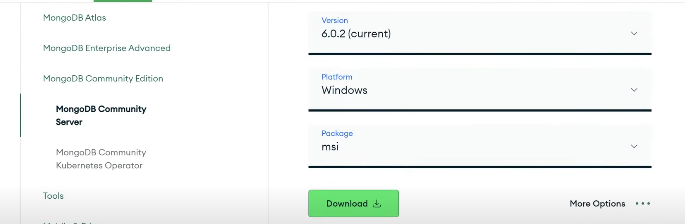 MongoDB Atlas
MongoDB Enterprise Advanced
MongoDB Community Edition
MongoDB Community
Server
MongoDB Community
Kubernetes Operator
Tools
Version
6.0.2 (current)
Platform
Windows
Package
msi
Download
More Options